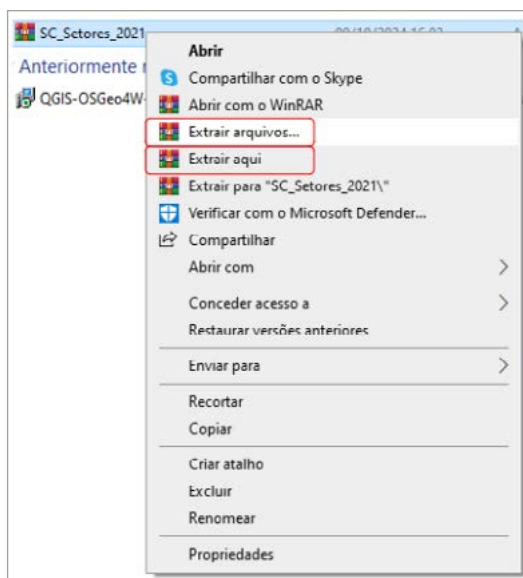 SC_Setores_2021
Abrir
Anteriormente
Compartilhar com o Skype
QGIS-OSGeo4W-
Abrir com o WinRAR
Extrair arquivos...
Extrair aqui
Extrair para "SC_Setores_2021\"
Verificar com o Microsoft Defender...
Compartilhar
Abrir com
Conceder acesso a
Restaurar versões anteriores
Enviar para
Recortar
Copiar
Criar atalho
Excluir
Renomear
Propriedades